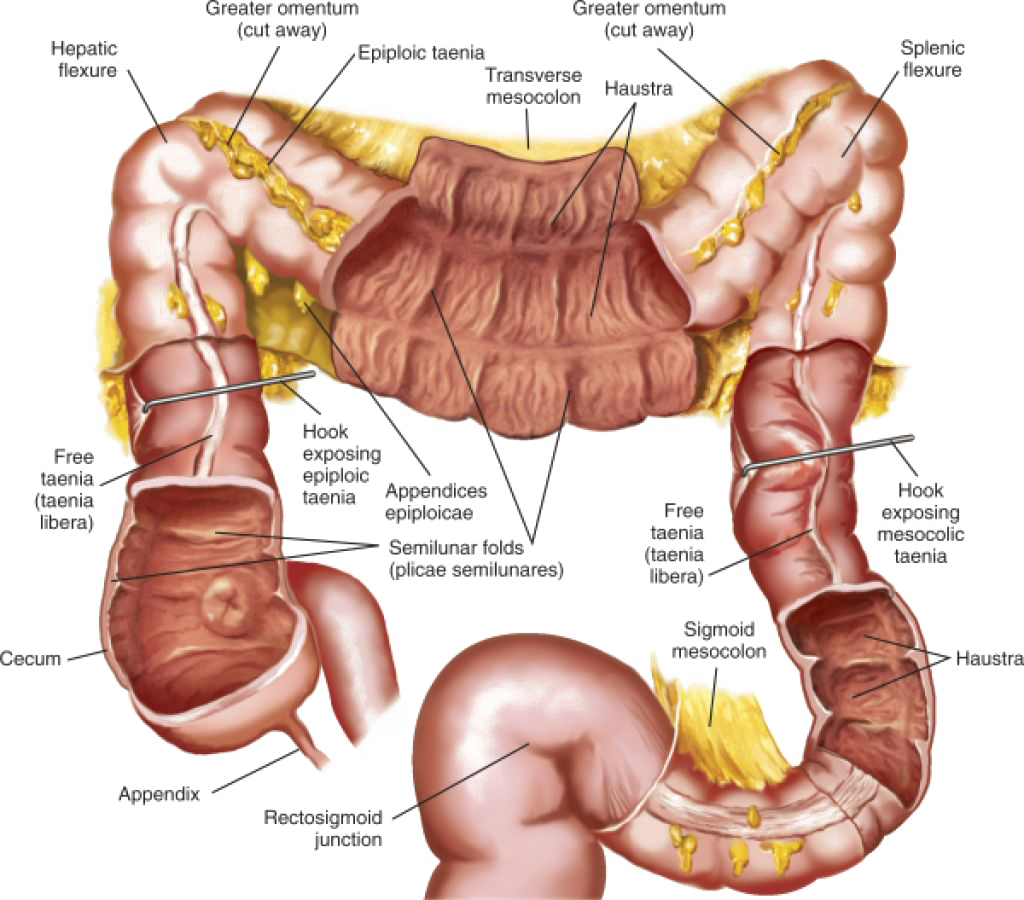 Greater omentum
(cut away)
Greater omentum
(cut away)
Hepatic
flexure
Epiploic taenia
Transverse
mesocolon
Haustra
Splenic
flexure
Free
taenia
(taenia
libera)
Hook
exposing
epiploic
taenia
Appendices
epiploicae
Semilunar folds
(plicae semilunares)
Free
taenia
(taenia
libera)
Hook
exposing
mesocolic
taenia
Cecum
Sigmoid
mesocolon
Haustra
Appendix
Rectosigmoid
junction